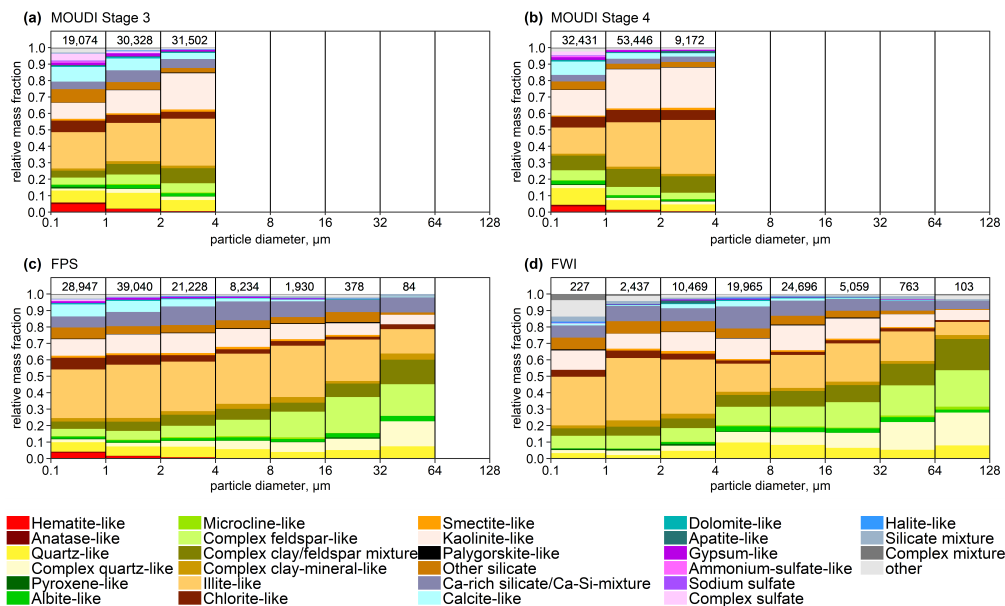 (a) MOUDI Stage 3
19,074 30,328 31,502
1.0
0.9
0.8
0.7
0.6
0.5
0.4
0.3
0.2
0.1
0.0
relative mass fraction
0.1 1 2 4 8 16 32 64 128
particle diameter, µm
(b) MOUDI Stage 4
32,431 53,446 9,172
1.0
0.9
0.8
0.7
0.6
0.5
0.4
0.3
0.2
0.1
0.0
relative mass fraction
0.1 1 2 4 8 16 32 64 128
particle diameter, µm
(c) FPS
28,947 39,040 21,228 8,234 1,930 378 84
1.0
0.9
0.8
0.7
0.6
0.5
0.4
0.3
0.2
0.1
0.0
relative mass fraction
0.1 1 2 4 8 16 32 64 128
particle diameter, µm
(d) FWI
227 2,437 10,469 19,965 24,696 5,059 763 103
1.0
0.9
0.8
0.7
0.6
0.5
0.4
0.3
0.2
0.1
0.0
relative mass fraction
0.1 1 2 4 8 16 32 64 128
particle diameter, µm
Hematite-like
Anatase-like
Quartz-like
Complex quartz-like
Pyroxene-like
Albite-like
Microcline-like
Complex feldspar-like
Complex clay/feldspar mixture
Complex clay-mineral-like
Illite-like
Chlorite-like
Smectite-like
Kaolinite-like
Palygorskite-like
Other silicate
Ca-rich silicate/Ca-Si-mixture
Calcite-like
Dolomite-like
Apatite-like
Gypsum-like
Ammonium-sulfate-like
Sodium sulfate
Complex sulfate
Halite-like
Silicate mixture
Complex mixture
other